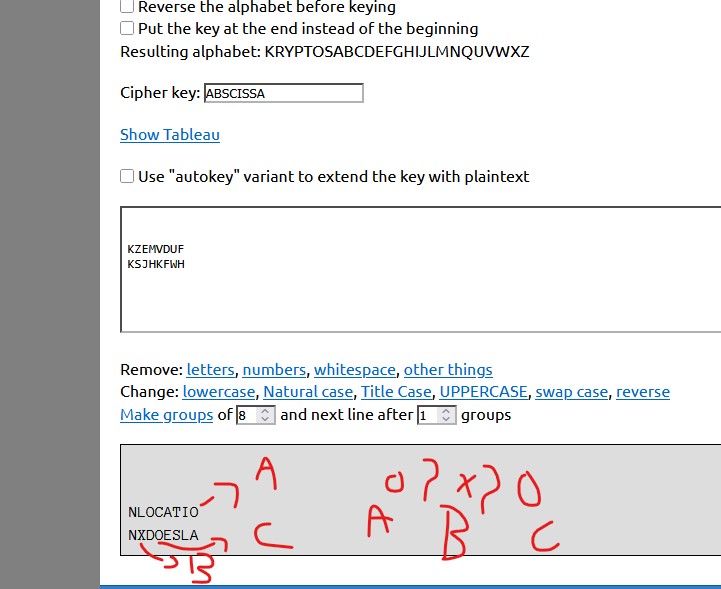 Reverse the alphabet before keying
Put the key at the end instead of the beginning
Resulting alphabet: KRYPTOSABCDEFGHIJLMNQUVWXZ
Cipher key: ABSCISSA
Show Tableau
Use "autokey" variant to extend the key with plaintext
KZEMVDUF
KSJHKFWH
Remove: letters, numbers, whitespace, other things
Change: lowercase, Natural case, Title Case, UPPERCASE, swap case, reverse
Make groups of 8 and next line after 1 groups
A O ? X ? O
NLOCATIO
A B C
NXDOESLA C
B